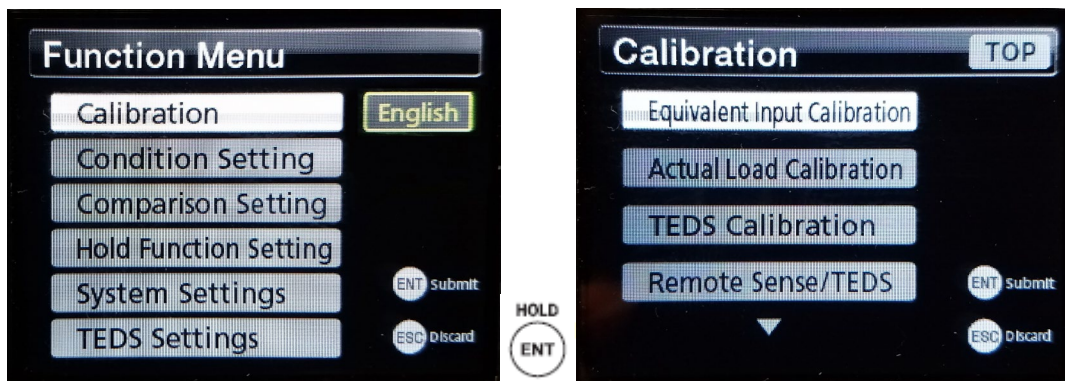 Function Menu
Calibration
English
Condition Setting
Comparison Setting
Hold Function Setting
System Settings
TEDS Settings
ENT Submit
ESC Discard
HOLD
ENT
Calibration
TOP
Equivalent Input Calibration
Actual Load Calibration
TEDS Calibration
Remote Sense/TEDS
ENT Submit
ESC Discard